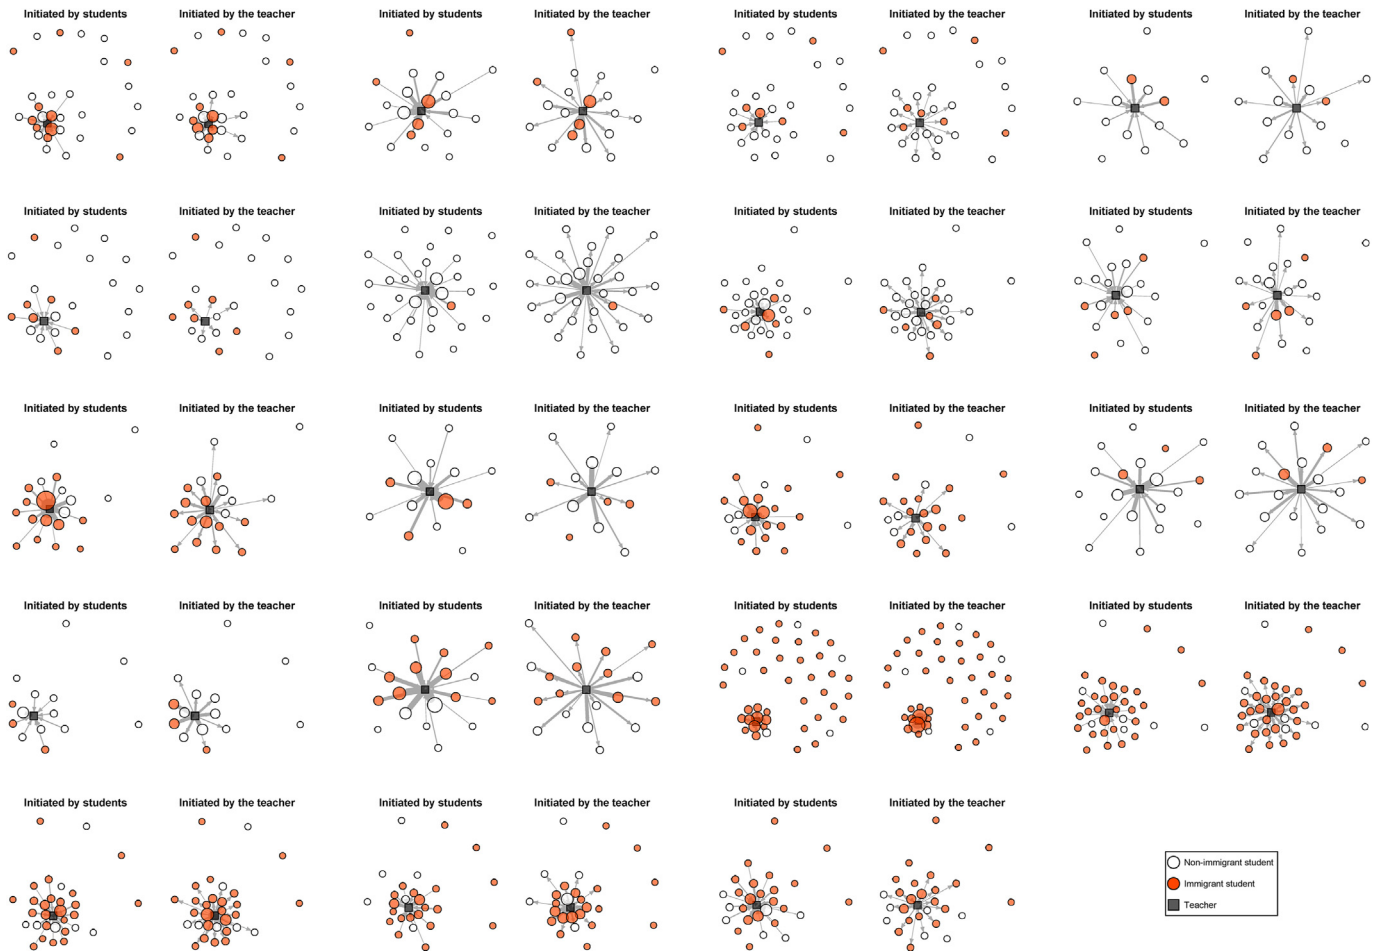 Initiated by students Initiated by the teacher Initiated by students Initiated by the teacher Initiated by students Initiated by the teacher Initiated by students Initiated by the teacher
Initiated by students Initiated by the teacher Initiated by students Initiated by the teacher Initiated by students Initiated by the teacher Initiated by students Initiated by the teacher
Initiated by students Initiated by the teacher Initiated by students Initiated by the teacher Initiated by students Initiated by the teacher Initiated by students Initiated by the teacher
Initiated by students Initiated by the teacher Initiated by students Initiated by the teacher Initiated by students Initiated by the teacher Initiated by students Initiated by the teacher
Initiated by students Initiated by the teacher Initiated by students Initiated by the teacher Initiated by students Initiated by the teacher
Non-immigrant student
Immigrant student
Teacher